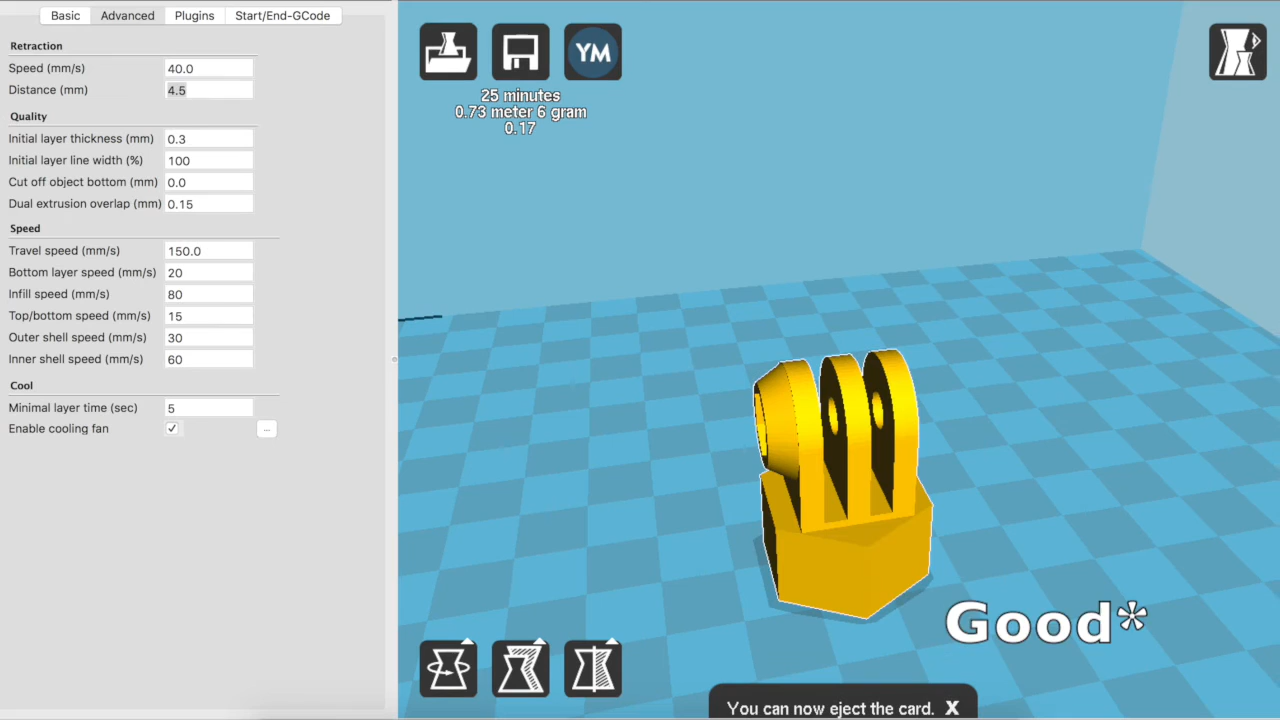 Basic Advanced Plugins Start/End-GCode
Retraction
Speed (mm/s) 40.0
Distance (mm) 4.5
Quality
Initial layer thickness (mm) 0.3
Initial layer line width (%) 100
Cut off object bottom (mm) 0.0
Dual extrusion overlap (mm) 0.15
Speed
Travel speed (mm/s) 150.0
Bottom layer speed (mm/s) 20
Infill speed (mm/s) 80
Top/bottom speed (mm/s) 15
Outer shell speed (mm/s) 30
Inner shell speed (mm/s) 60
Cool
Minimal layer time (sec) 5
Enable cooling fan ...
YM
25 minutes
0.73 meter 6 gram
0.17
Good*
You can now eject the card. X